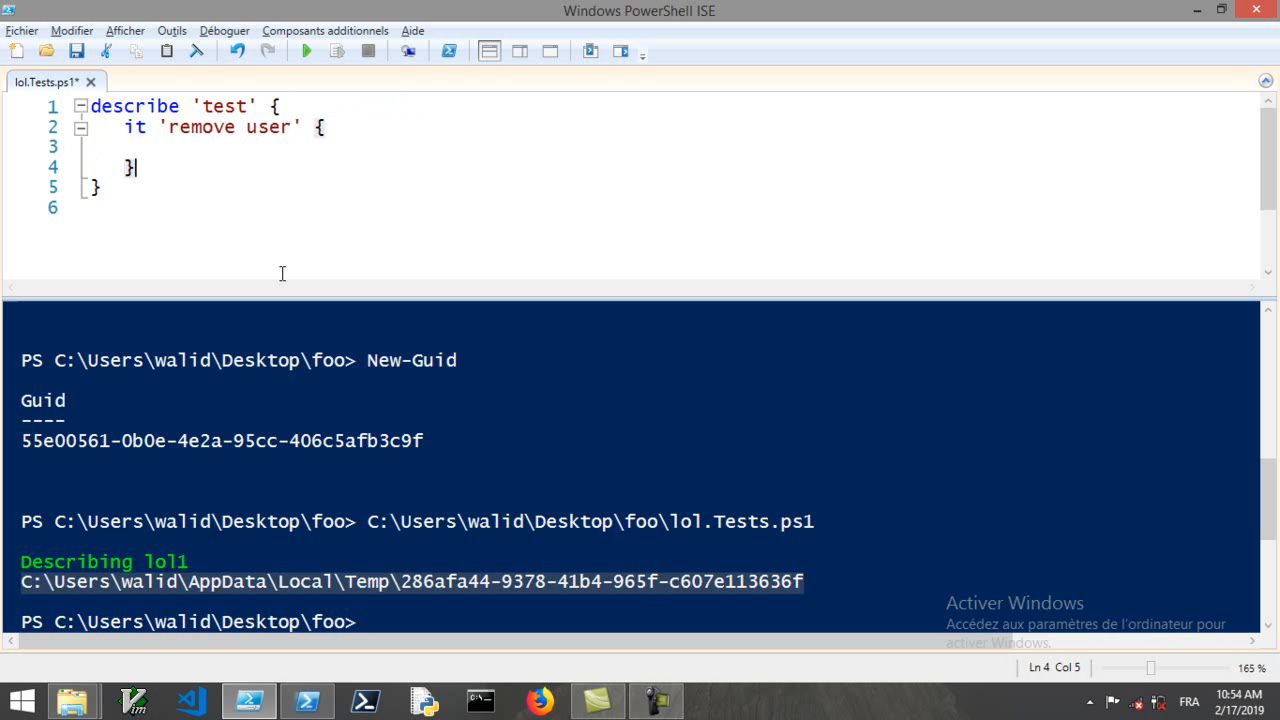 Windows PowerShell ISE
Fichier Modifier Afficher Outils Déboguer Composants additionnels Aide
lol.Tests.ps1*
1 describe 'test' {
2 it 'remove user' {
3
4 }
5 }
6
PS C:\Users\walid\Desktop\foo> New-Guid
Guid
----
55e00561-0b0e-4e2a-95cc-406c5afb3c9f
PS C:\Users\walid\Desktop\foo> C:\Users\walid\Desktop\foo\lol.Tests.ps1
Describing lol1
C:\Users\walid\AppData\Local\Temp\286afa44-9378-41b4-965f-c607e113636f
PS C:\Users\walid\Desktop\foo>
Activer Windows
Accédez aux paramètres de l'ordinateur pour
activer Windows.
Ln 4 Col 5 165 %
FRA
10:54 AM
2/17/2019